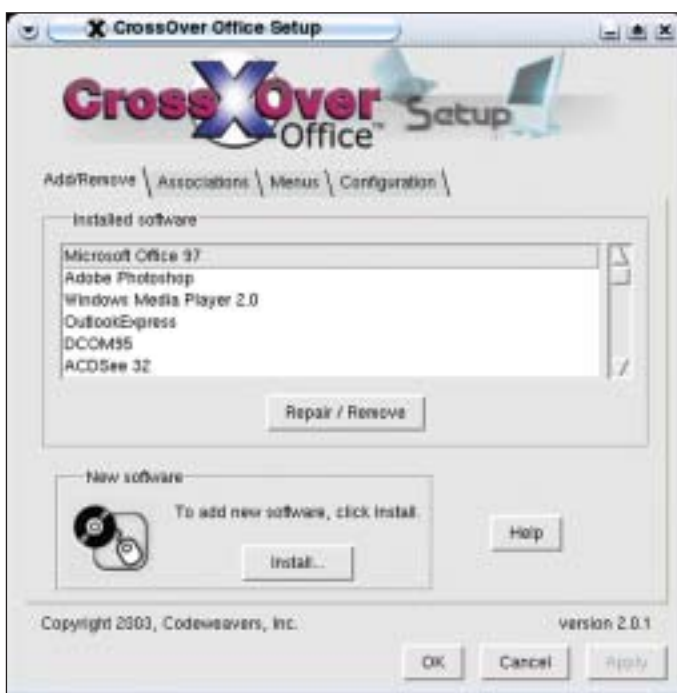 CrossOver Office Setup
CrossOver Office™ Setup
Add/Remove Associations Menus Configuration
Installed software
Microsoft Office 97
Adobe Photoshop
Windows Media Player 2.0
OutlookExpress
DCOM95
ACDSee 32
Repair / Remove
New software
To add new software, click Install.
Install...
Help
Copyright 2003, Codeweavers, Inc.
version 2.0.1
OK Cancel Apply